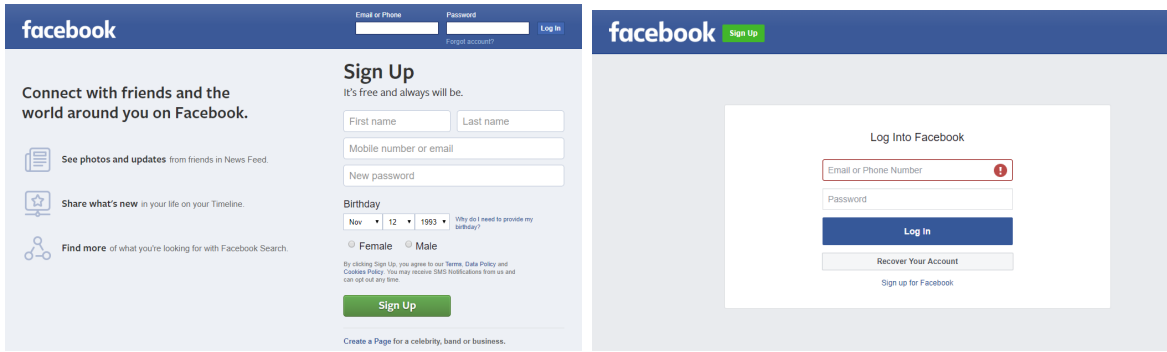 facebook
Email or Phone
Password
Log In
Forgot account?
Connect with friends and the
world around you on Facebook.
See photos and updates from friends in News Feed.
Share what's new in your life on your Timeline.
Find more of what you're looking for with Facebook Search.
Sign Up
It's free and always will be.
First name
Last name
Mobile number or email
New password
Birthday
Nov 12 1993
Why do I need to provide my
birthday?
Female Male
By clicking Sign Up, you agree to our Terms, Data Policy and
Cookies Policy. You may receive SMS Notifications from us and
can opt out any time.
Sign Up
Create a Page for a celebrity, band or business.
facebook
Sign Up
Log Into Facebook
Email or Phone Number
Password
Log In
Recover Your Account
Sign up for Facebook